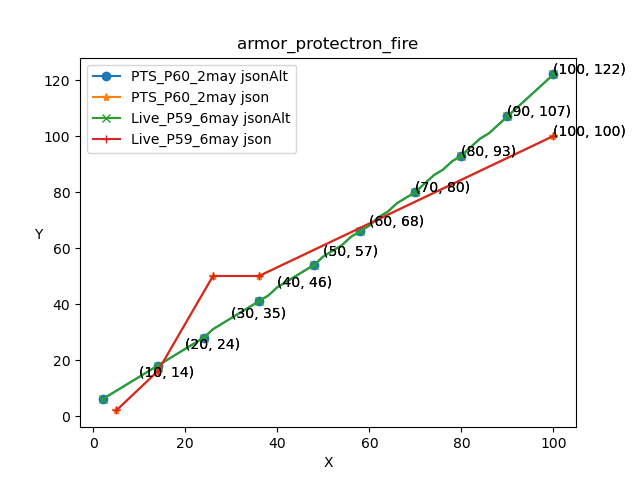 armor_protectron_fire
PTS_P60_2may jsonAlt
PTS_P60_2may json
Live_P59_6may jsonAlt
Live_P59_6may json
(100, 122)
(90, 107)
(100, 100)
(80, 93)
(70, 80)
(60, 68)
(50, 57)
(40, 46)
(30, 35)
(20, 24)
(10, 14)
120
100
80
60
40
20
0
Y
0 20 40 60 80 100
X